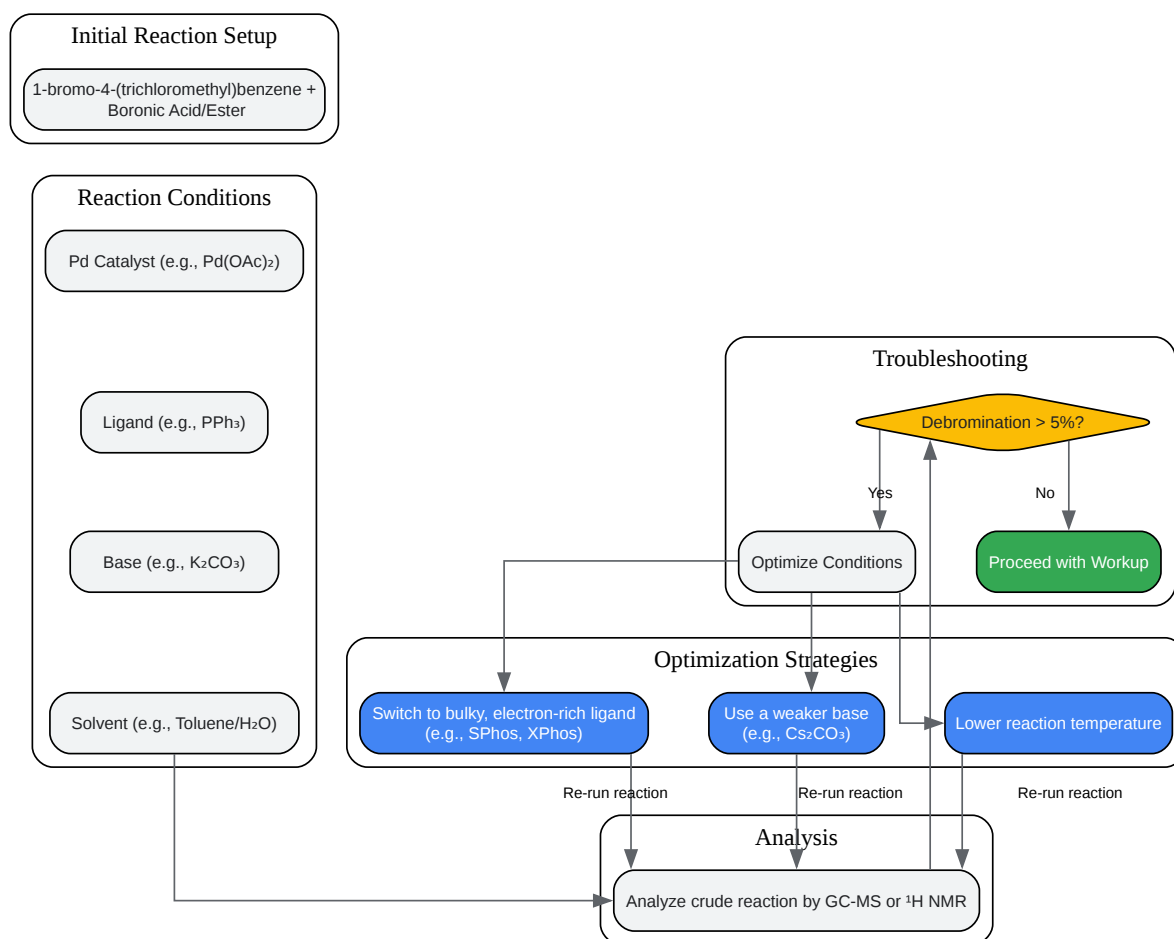 Initial Reaction Setup
1-bromo-4-(trichloromethyl)benzene +
Boronic Acid/Ester
Reaction Conditions
Pd Catalyst (e.g., Pd(OAc)₂)
Ligand (e.g., PPh₃)
Base (e.g., K₂CO₃)
Solvent (e.g., Toluene/H₂O)
Troubleshooting
Debromination > 5%?
Yes
No
Optimize Conditions
Proceed with Workup
Optimization Strategies
Switch to bulky, electron-rich ligand
(e.g., SPhos, XPhos)
Use a weaker base
(e.g., Cs₂CO₃)
Lower reaction temperature
Re-run reaction
Re-run reaction
Re-run reaction
Analysis
Analyze crude reaction by GC-MS or ¹H NMR